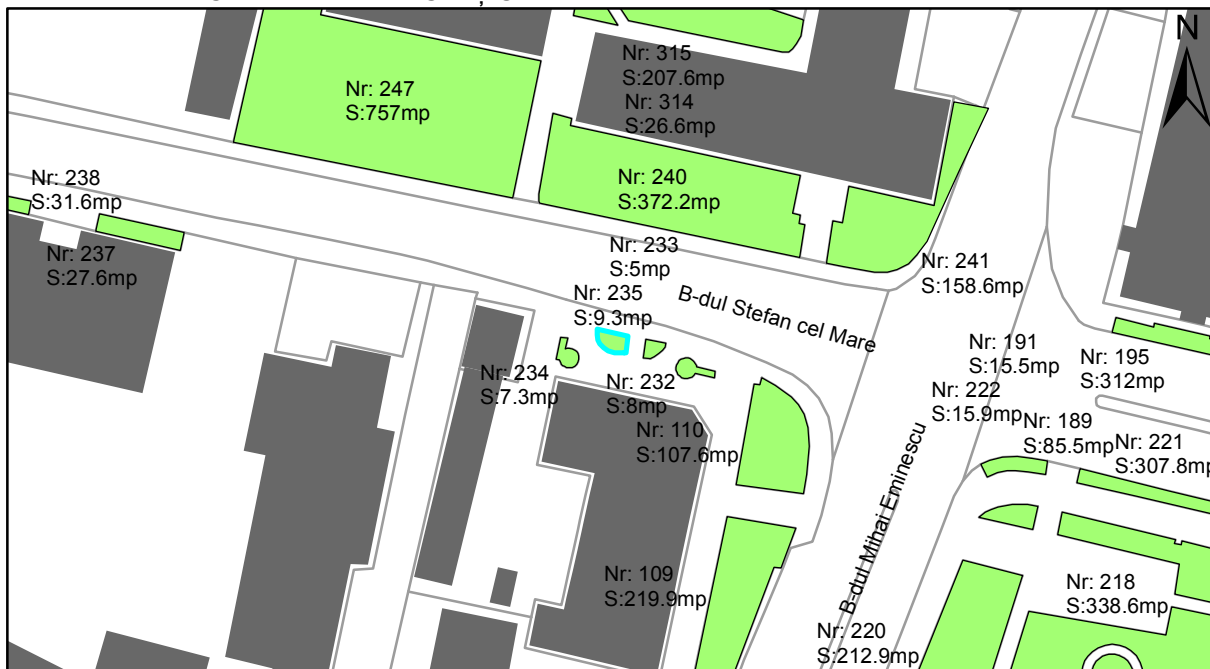 N
Nr: 315
S:207.6mp
Nr: 314
S:26.6mp
Nr: 247
S:757mp
Nr: 238
S:31.6mp
Nr: 240
S:372.2mp
Nr: 237
S:27.6mp
Nr: 233
S:5mp
Nr: 235
S:9.3mp
B-dul Stefan cel Mare
Nr: 241
S:158.6mp
Nr: 234
S:7.3mp
Nr: 232
S:8mp
Nr: 110
S:107.6mp
Nr: 191
S:15.5mp
Nr: 195
S:312mp
Nr: 222
S:15.9mp
Nr: 189
S:85.5mp
Nr: 221
S:307.8mp
B-dul Mihai Eminescu
Nr: 109
S:219.9mp
Nr: 218
S:338.6mp
Nr: 220
S:212.9mp